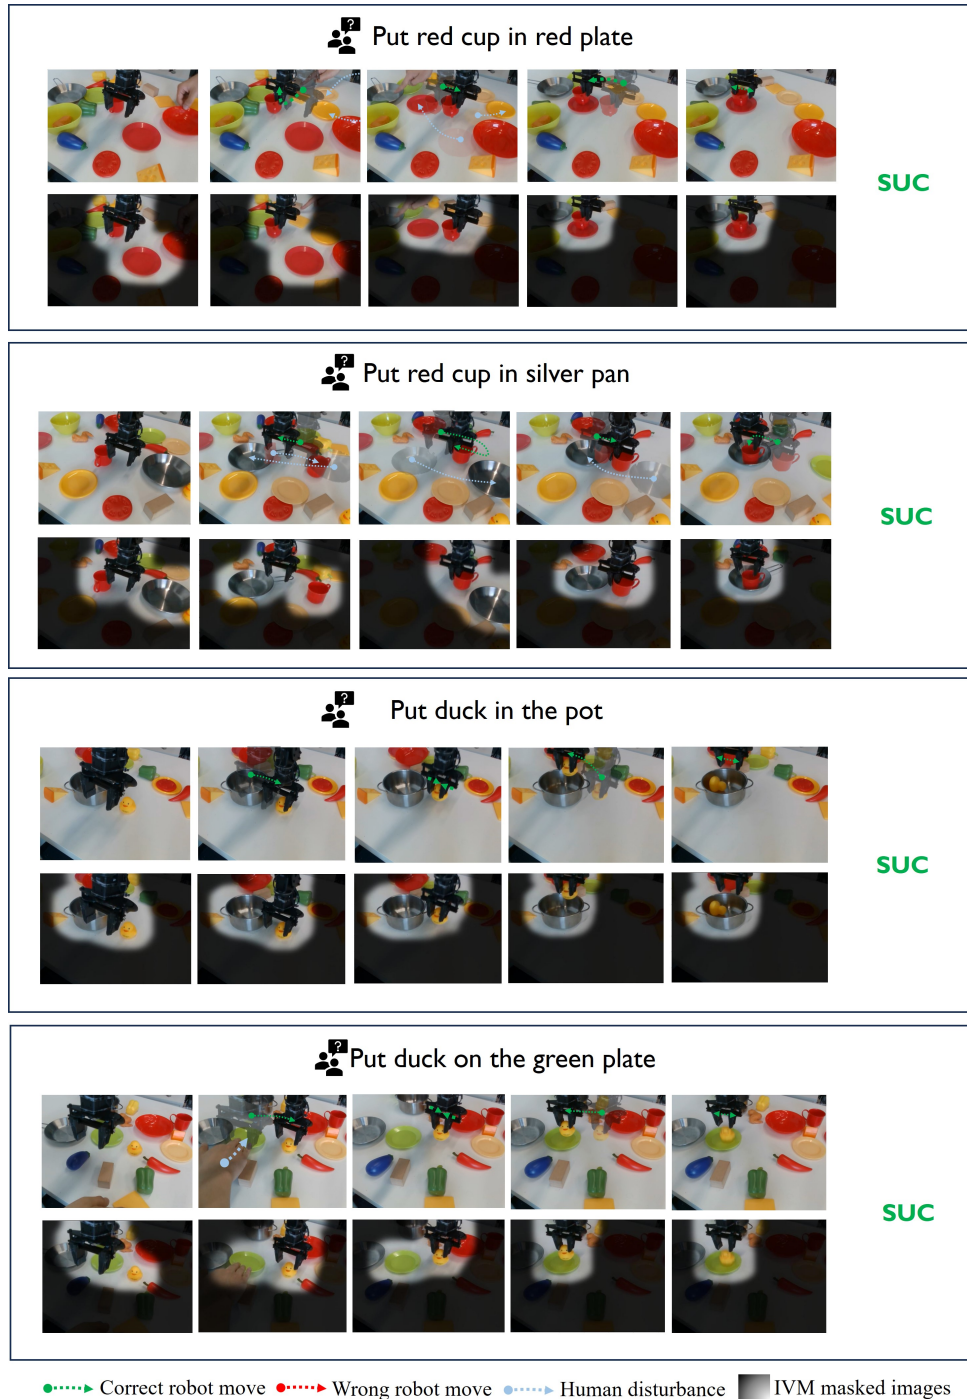 Put red cup in red plate
SUC
Put red cup in silver pan
SUC
Put duck in the pot
SUC
Put duck on the green plate
SUC
Correct robot move Wrong robot move Human disturbance IVM masked images